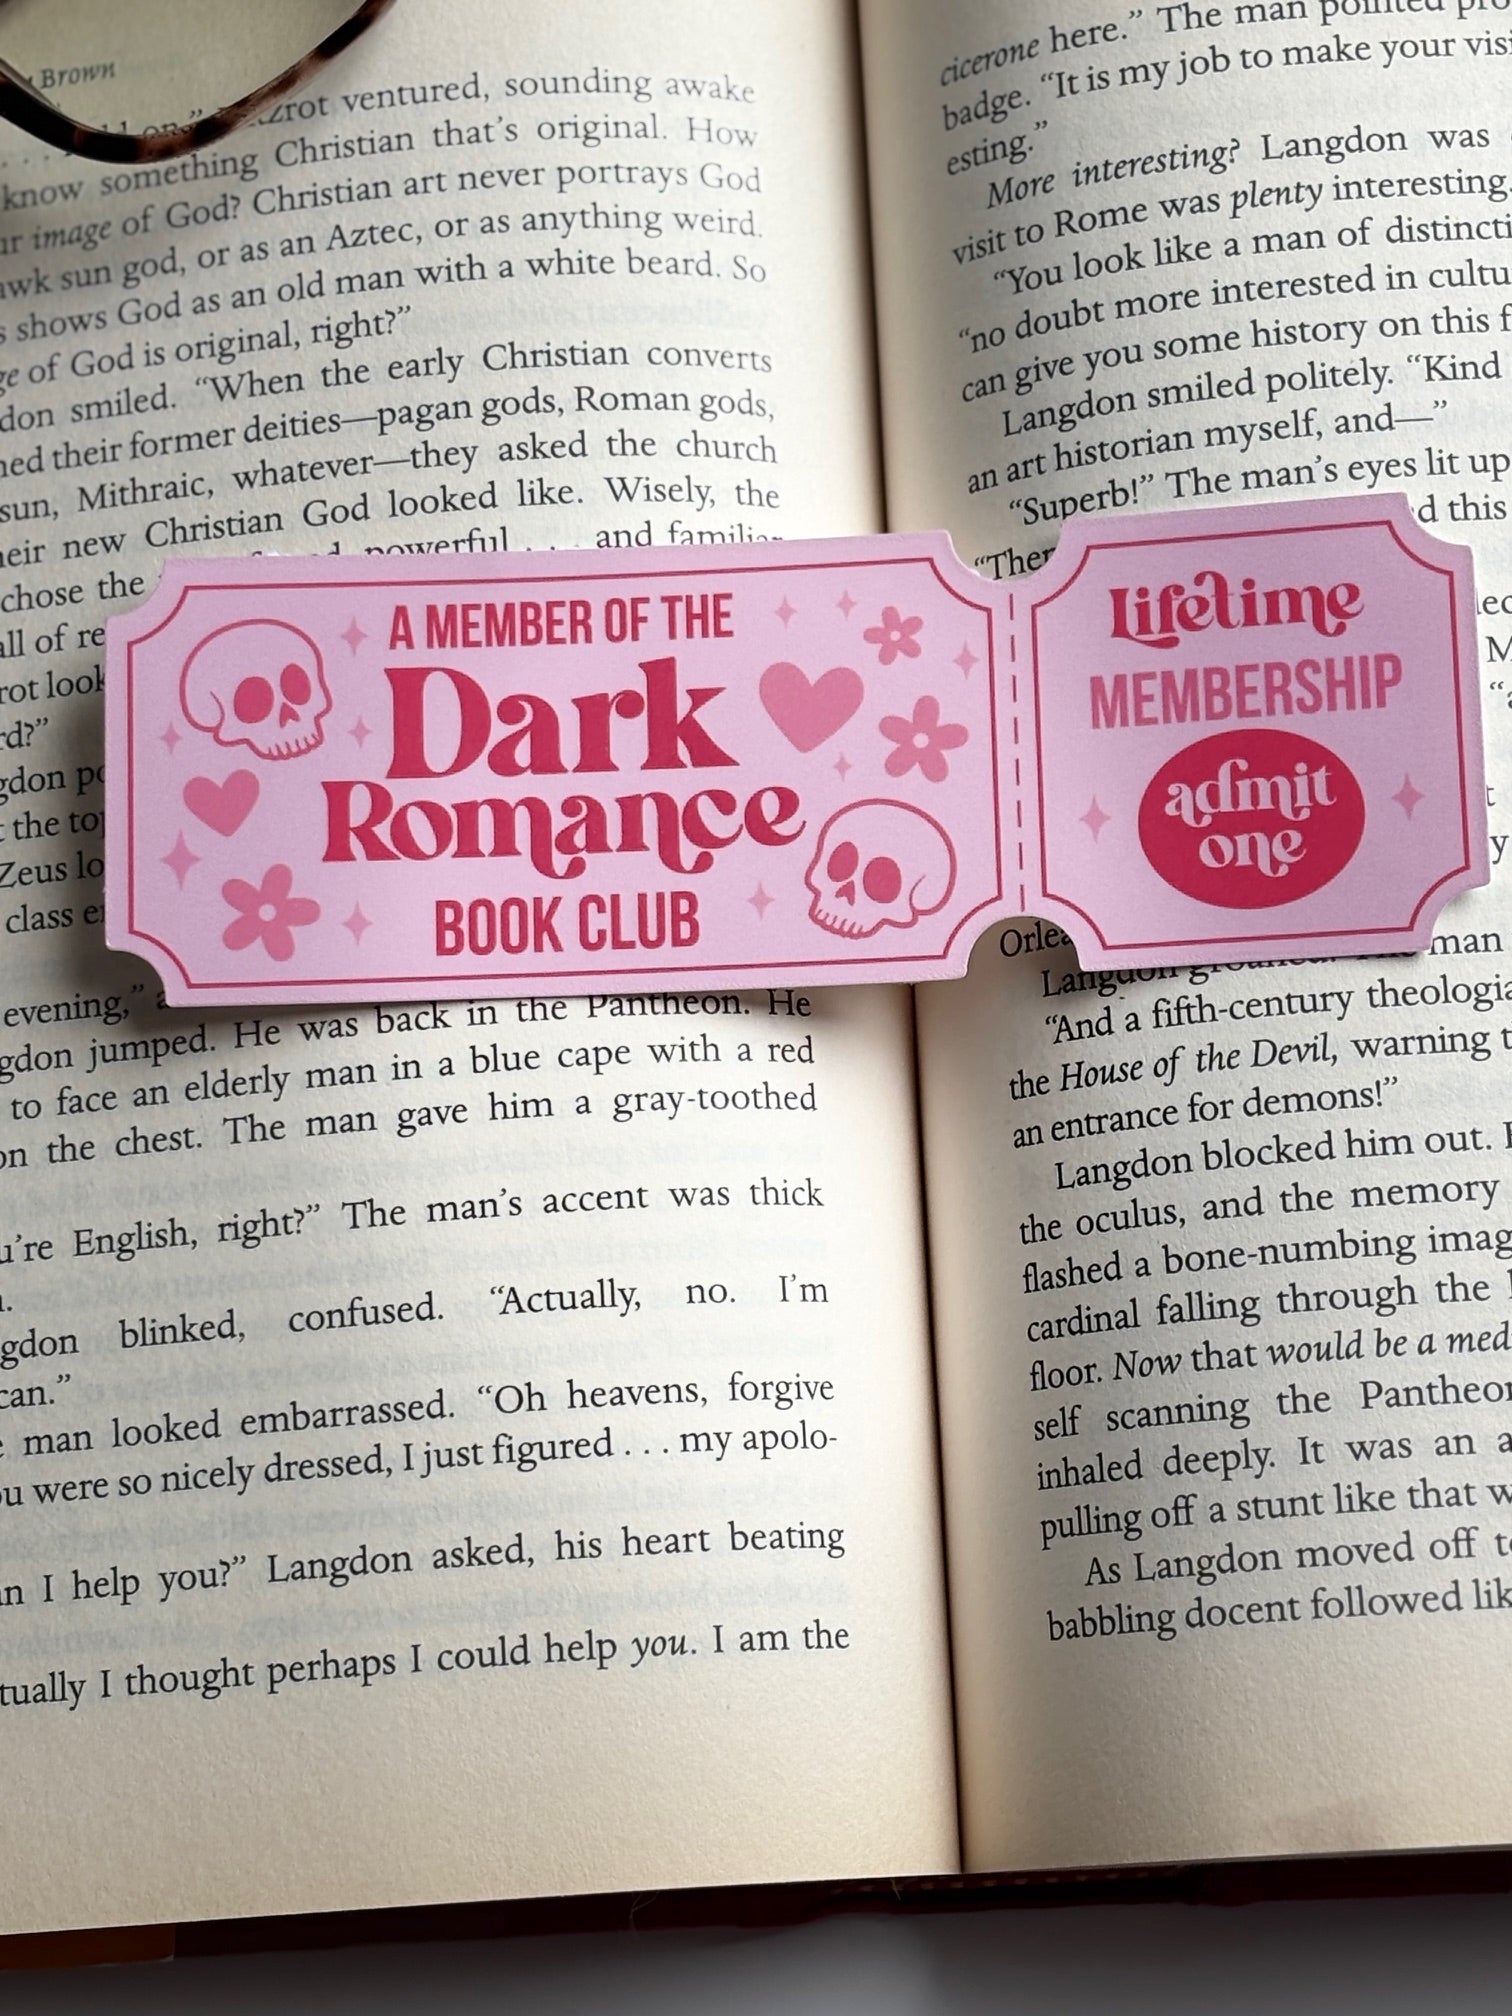 Brown
ventured, sounding awake
know something Christian that's original. How
image of God? Christian art never portrays God
sun god, or as an Aztec, or as anything weird.
shows God as an old man with a white beard. So
of God is original, right?"
smiled. "When the early Christian converts
their former deities—pagan gods, Roman gods,
sun, Mithraic, whatever—they asked the church
new Christian God looked like. Wisely, the
chose the
powerful . . . and
all of
look
the
Zeus
class
A MEMBER OF THE
Dark
Romance
BOOK CLUB
Lifetime
MEMBERSHIP
admit
one
evening,"
jumped. He was back in the Pantheon. He
to face an elderly man in a blue cape with a red
on the chest. The man gave him a gray-toothed
English, right?" The man's accent was thick
blinked, confused. "Actually, no. I'm
man looked embarrassed. "Oh heavens, forgive
were so nicely dressed, I just figured . . . my apolo-
I help you?" Langdon asked, his heart beating
I thought perhaps I could help you. I am the
cicerone here." The man pointed
badge. "It is my job to make your
esting."
More interesting? Langdon was
visit to Rome was plenty interesting.
"You look like a man of
"no doubt more interested in
can give you some history on this
Langdon smiled politely. "Kind
an art historian myself, and—"
"Superb!" The man's eyes lit up
this
Langdon man
"And a fifth-century
the House of the Devil, warning
an entrance for demons!"
Langdon blocked him out.
the oculus, and the memory
flashed a bone-numbing
cardinal falling through the
floor. Now that would be a
self scanning the
inhaled deeply. It was an
pulling off a stunt like that
As Langdon moved off
babbling docent followed